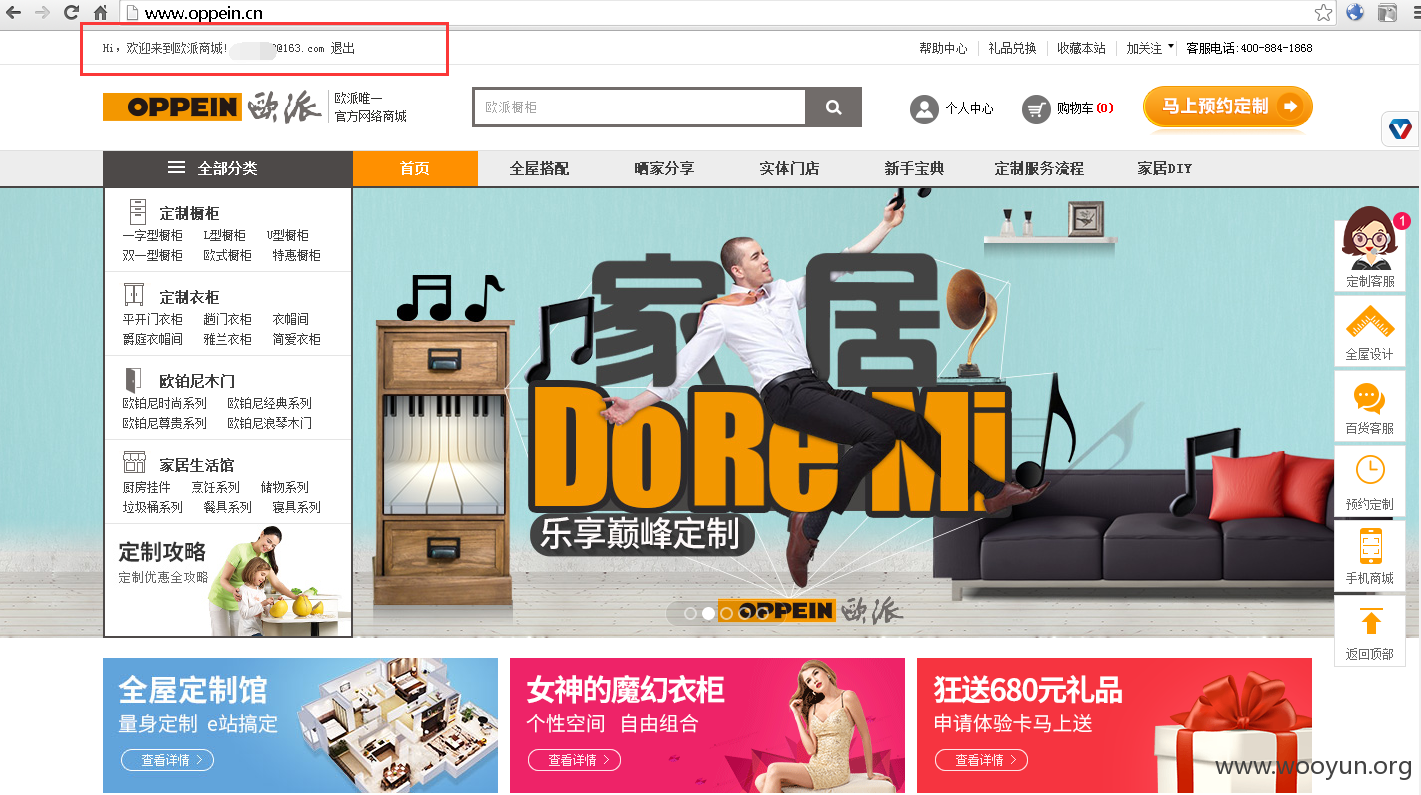 www.oppein.cn
Hi，欢迎来到欧派商城! @163.com 退出
帮助中心 礼品兑换 收藏本站 加关注 客服电话:400-884-1868
OPPEIN 欧派
欧派唯一
官方网络商城
欧派橱柜
个人中心
购物车(0)
马上预约定制
全部分类 首页 全屋搭配 晒家分享 实体门店 新手宝典 定制服务流程 家居DIY
定制橱柜
一字型橱柜 L型橱柜 U型橱柜
双一型橱柜 欧式橱柜 特惠橱柜
定制衣柜
平开门衣柜 趟门衣柜 衣帽间
爵庭衣帽间 雅兰衣柜 简爱衣柜
欧铂尼木门
欧铂尼时尚系列 欧铂尼经典系列
欧铂尼尊贵系列 欧铂尼浪琴木门
家居生活馆
厨房挂件 烹饪系列 储物系列
垃圾桶系列 餐具系列 寝具系列
定制攻略
定制优惠全攻略
家居
DoReMi
乐享巅峰定制
OPPEIN 欧派
1
定制客服
全屋设计
百货客服
预约定制
手机商城
返回顶部
全屋定制馆
量身定制 e站搞定
查看详情
女神的魔幻衣柜
个性空间 自由组合
查看详情
狂送680元礼品
申请体验卡马上送
查看详情
www.wooyun.org